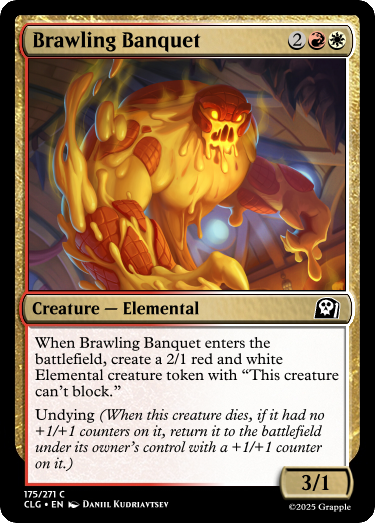 Brawling Banquet 2
Creature — Elemental
When Brawling Banquet enters the
battlefield, create a 2/1 red and white
Elemental creature token with “This creature
can’t block.”
Undying (When this creature dies, if it had no
+1/+1 counters on it, return it to the battlefield
under its owner’s control with a +1/+1 counter
on it.)
3/1
175/271 C
CLG • EN Daniil Kudriavtsev
©2025 Grapple